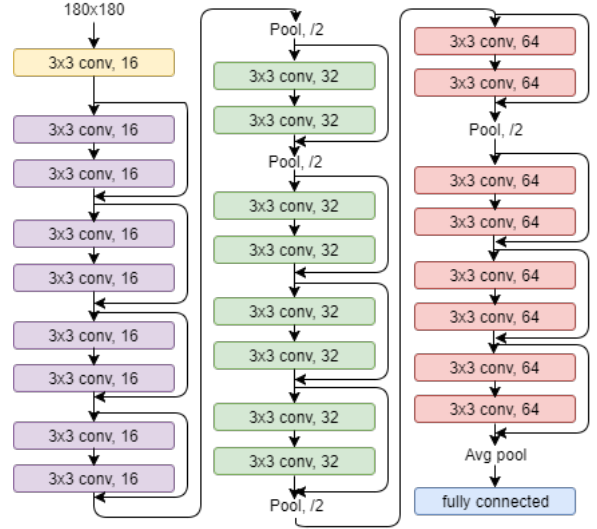 180x180
3x3 conv, 16
3x3 conv, 16
3x3 conv, 16
3x3 conv, 16
3x3 conv, 16
3x3 conv, 16
3x3 conv, 16
3x3 conv, 16
3x3 conv, 16
Pool, /2
3x3 conv, 32
3x3 conv, 32
Pool, /2
3x3 conv, 32
3x3 conv, 32
3x3 conv, 32
3x3 conv, 32
3x3 conv, 32
3x3 conv, 32
Pool, /2
3x3 conv, 64
3x3 conv, 64
Pool, /2
3x3 conv, 64
3x3 conv, 64
3x3 conv, 64
3x3 conv, 64
3x3 conv, 64
3x3 conv, 64
Avg pool
fully connected